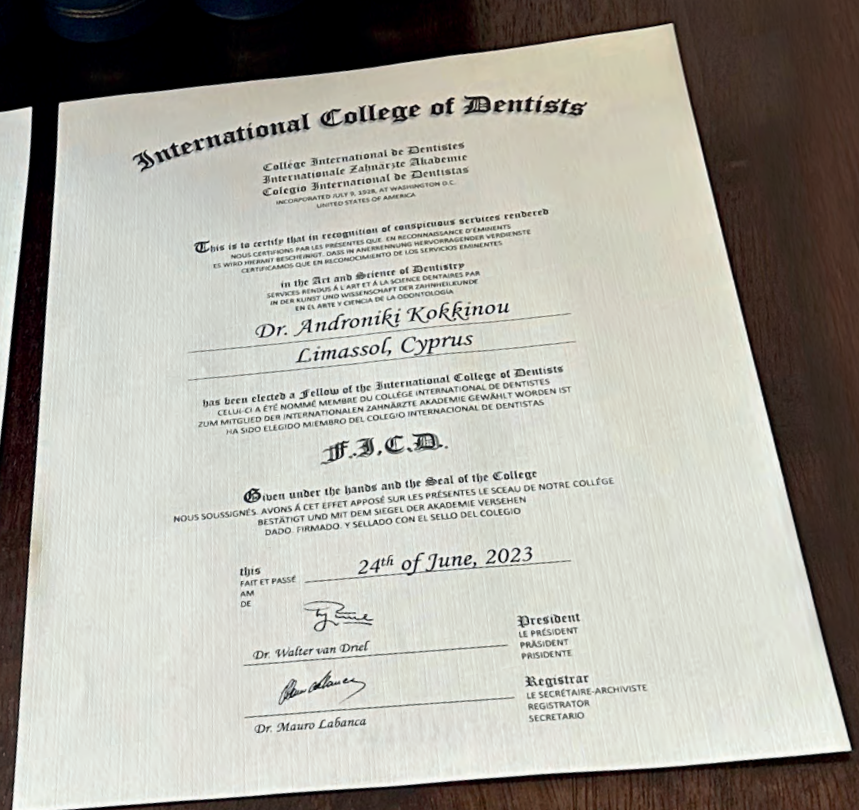 International College of Dentists
Collège International de Dentistes
Internationale Zahnärzte Akademie
Colegio Internacional de Dentistas
INCORPORATED JULY 9, 1928, AT WASHINGTON D.C.
UNITED STATES OF AMERICA
This is to certify that in recognition of conspicuous services rendered
NOUS CERTIFIONS PAR LES PRÉSENTES QUE, EN RECONNAISSANCE D'ÉMINENTS
ES WIRD HIERMIT BESCHEINIGT, DASS IN ANERKENNUNG HERVORRAGENDER VERDIENSTE
CERTIFICAMOS QUE EN RECONOCIMIENTO DE LOS SERVICIOS EMINENTES
in the Art and Science of Dentistry
SERVICES RENDUS Á L'ART ET Á LA SCIENCE DENTAIRES PAR
IN DER KUNST UND WISSENSCHAFT DER ZAHNHEILKUNDE
EN EL ARTE Y CIENCIA DE LA ODONTOLOGÍA
Dr. Androniki Kokkinou
Limassol, Cyprus
has been elected a Fellow of the International College of Dentists
CELUI-CI A ÉTÉ NOMMÉ MEMBRE DU COLLÈGE INTERNATIONAL DE DENTISTES
ZUM MITGLIED DER INTERNATIONALEN ZAHNÄRZTE AKADEMIE GEWÄHLT WORDEN IST
HA SIDO ELEGIDO MIEMBRO DEL COLEGIO INTERNACIONAL DE DENTISTAS
F.I.C.D.
Given under the hands and the Seal of the College
NOUS SOUSSIGNÉS, AVONS Á CET EFFET APPOSÉ SUR LES PRÉSENTES LE SCEAU DE NOTRE COLLÉGE
BESTÄTIGT UND MIT DEM SIEGEL DER AKADEMIE VERSEHEN
DADO, FIRMADO, Y SELLADO CON EL SELLO DEL COLEGIO
this 24th of June, 2023
FAIT ET PASSÉ
AM
DE
Dr. Walter van Driel
President
LE PRÉSIDENT
PRÄSIDENT
PRISIDENTE
Dr. Mauro Labanca
Registrar
LE SECRÉTAIRE-ARCHIVISTE
REGISTRATOR
SECRETARIO